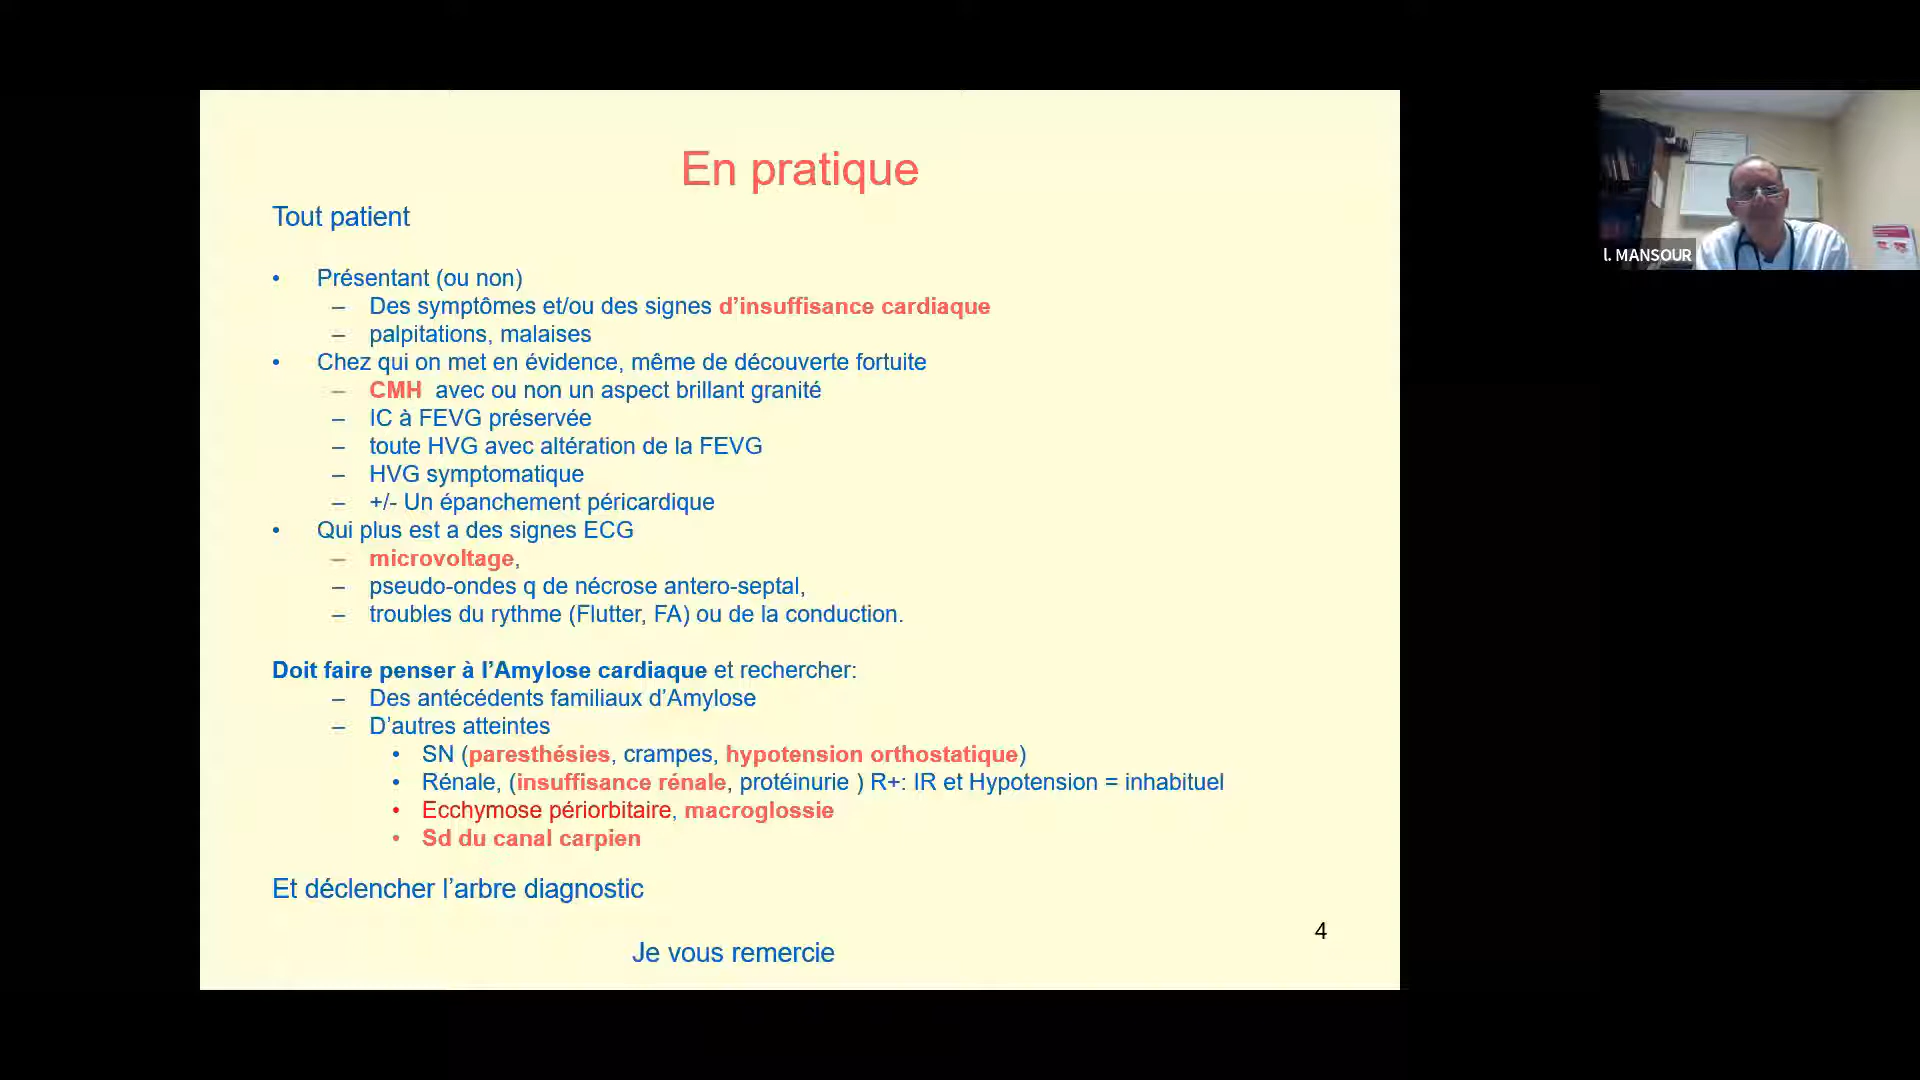 En pratique
Tout patient
• Présentant (ou non)
– Des symptômes et/ou des signes d’insuffisance cardiaque
– palpitations, malaises
• Chez qui on met en évidence, même de découverte fortuite
– CMH avec ou non un aspect brillant granité
– IC à FEVG préservée
– toute HVG avec altération de la FEVG
– HVG symptomatique
– +/- Un épanchement péricardique
• Qui plus est a des signes ECG
– microvoltage,
– pseudo-ondes q de nécrose antero-septal,
– troubles du rythme (Flutter, FA) ou de la conduction.
Doit faire penser à l’Amylose cardiaque et rechercher:
– Des antécédents familiaux d’Amylose
– D’autres atteintes
• SN (paresthésies, crampes, hypotension orthostatique)
• Rénale, (insuffisance rénale, protéinurie ) R+: IR et Hypotension = inhabituel
• Ecchymose périorbitaire, macroglossie
• Sd du canal carpien
Et déclencher l’arbre diagnostic
4
Je vous remercie
l. MANSOUR